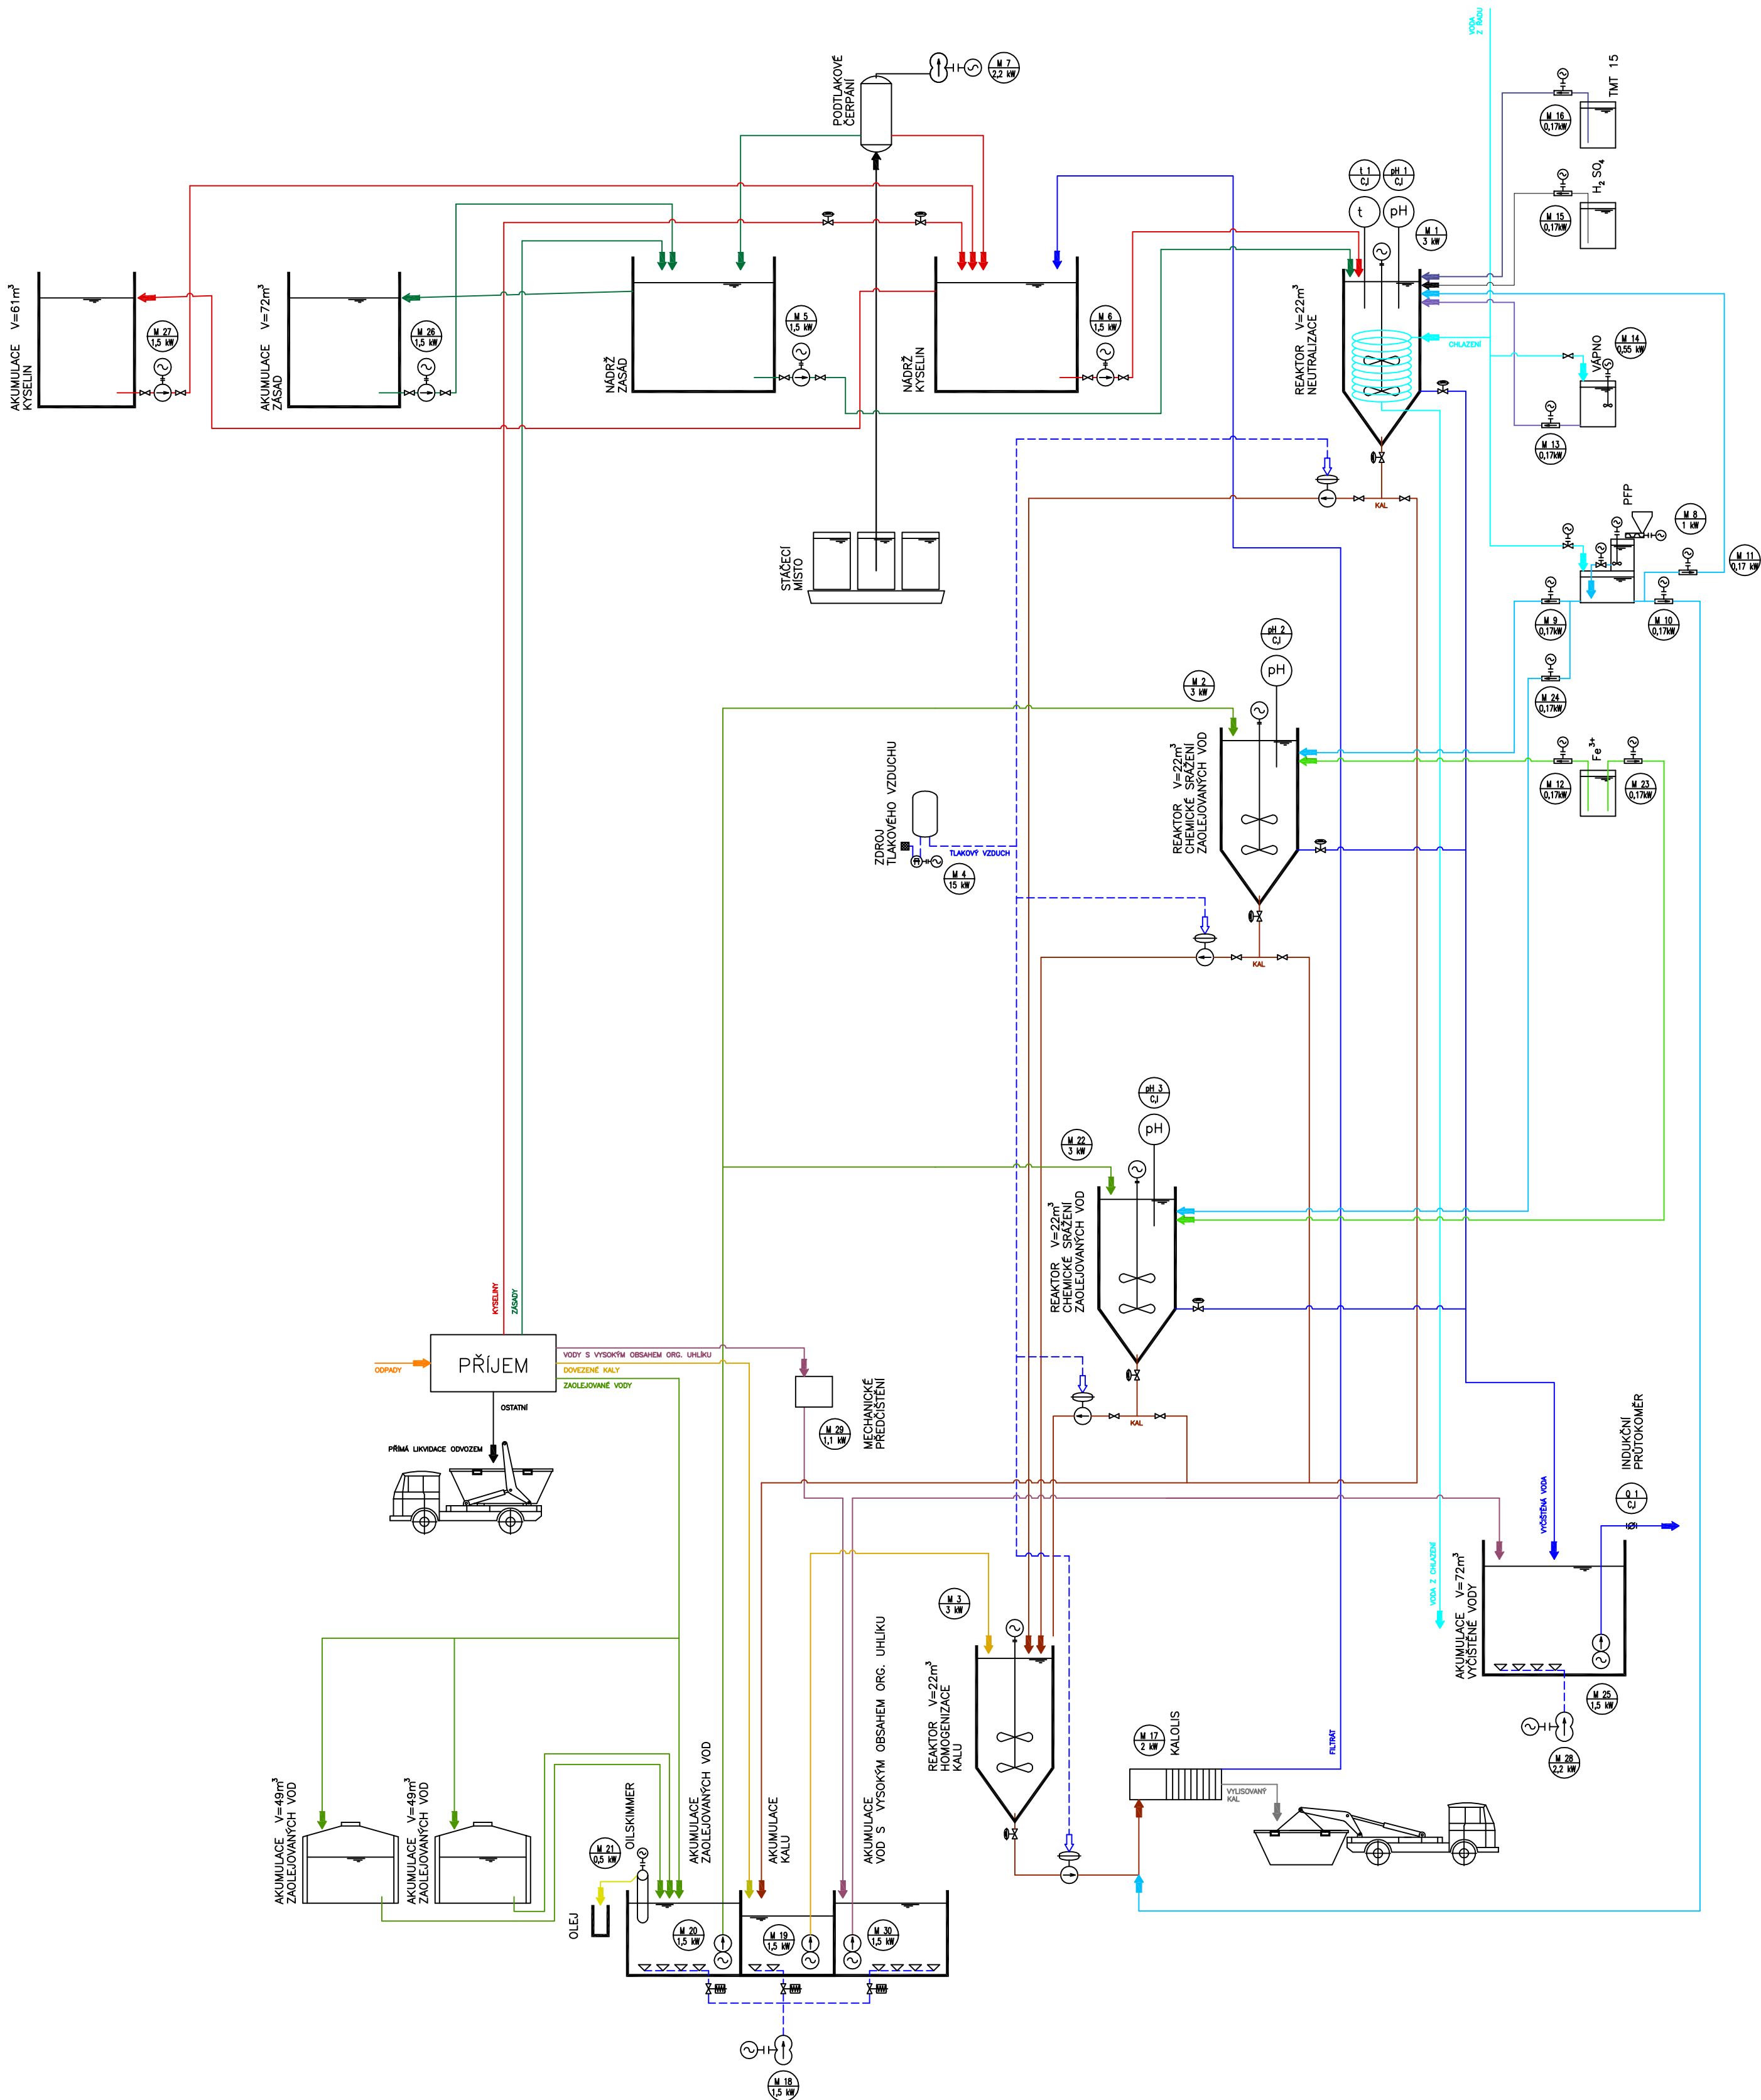 VODA
Z ŘADU
M 7
2,2 kW
PODTLAKOVÉ
ČERPÁNÍ
TMT 15
M 16
0,17kW
H₂ SO₄
M 15
0,17kW
t 1
C,I
pH 1
C,I
t
pH
M 1
3 kW
AKUMULACE V=61m³
KYSELIN
M 27
1,5 kW
AKUMULACE V=72m³
ZÁSAD
M 26
1,5 kW
NÁDRŽ
ZASÁD
M 5
1,5 kW
NÁDRŽ
KYSELIN
M 6
1,5 kW
REAKTOR V=22m³
NEUTRALIZACE
CHLAZENÍ
VÁPNO
M 14
0,55 kW
M 13
0,17kW
KAL
STÁČECÍ
MÍSTO
PFP
M 8
1 kW
M 11
0,17 kW
M 9
0,17kW
M 10
0,17kW
M 24
0,17kW
pH 2
C,I
pH
M 2
3 kW
REAKTOR V=22m³
CHEMICKÉ SRÁŽENÍ
ZAOLEJOVANÝCH VOD
Fe³⁺
M 12
0,17kW
M 23
0,17kW
ZDROJ
TLAKOVÉHO VZDUCHU
TLAKOVÝ VZDUCH
M 4
15 kW
KAL
pH 3
C,I
pH
M 22
3 kW
REAKTOR V=22m³
CHEMICKÉ SRÁŽENÍ
ZAOLEJOVANÝCH VOD
KAL
KYSELINY
ZÁSADY
ODPADY
PŘÍJEM
VODY S VYSOKÝM OBSAHEM ORG. UHLÍKU
DOVEZENÉ KALY
ZAOLEJOVANÉ VODY
OSTATNÍ
PŘÍMÁ LIKVIDACE ODVOZEM
M 29
1,1 kW
MECHANICKÉ
PŘEDČIŠTĚNÍ
INDUKČNÍ
PRŮTOKOMĚR
Q 1
C,I
VYČIŠTĚNÁ VODA
VODA Z CHLAZENÍ
AKUMULACE V=72m³
VYČIŠTĚNÉ VODY
M 25
1,5 kW
M 28
2,2 kW
M 3
3 kW
REAKTOR V=22m³
HOMOGENIZACE
KALU
M 17
2 kW
KALOLIS
FILTRÁT
VYLISOVANÝ
KAL
AKUMULACE V=49m³
ZAOLEJOVANÝCH VOD
AKUMULACE V=49m³
ZAOLEJOVANÝCH VOD
OLEJ
M 21
0,5 kW
OILSKIMMER
AKUMULACE
ZAOLEJOVANÝCH VOD
AKUMULACE
KALU
AKUMULACE
VOD S VYSOKÝM OBSAHEM ORG. UHLÍKU
M 20
1,5 kW
M 19
1,5 kW
M 30
1,5 kW
M 18
1,5 kW